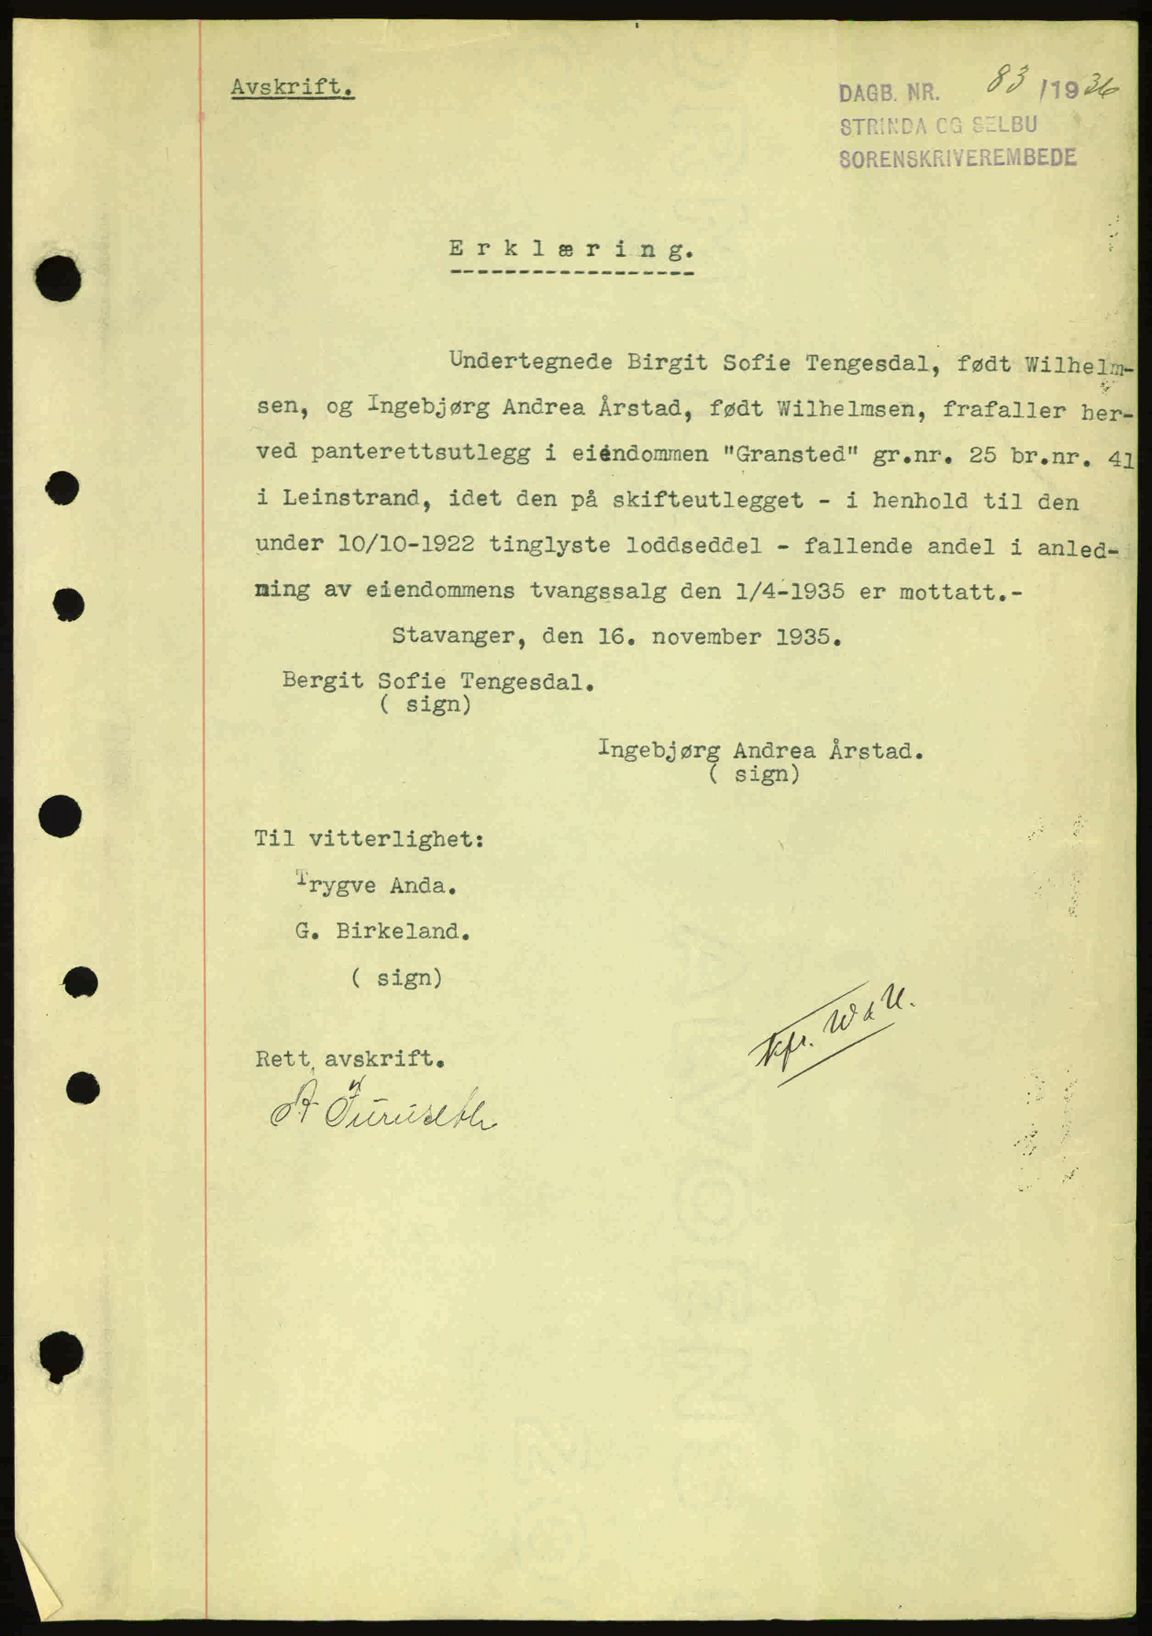 Avskrift.
DAGB. NR. 83 /1936
STRINDA OG SELBU
SORENSKRIVEREMBEDE
Erklæring.
Undertegnede Birgit Sofie Tengesdal, født Wilhelm-
sen, og Ingebjørg Andrea Årstad, født Wilhelmsen, frafaller her-
ved panterettsutlegg i eiendommen "Gransted" gr.nr. 25 br.nr. 41
i Leinstrand, idet den på skifteutlegget - i henhold til den
under 10/10-1922 tinglyste loddseddel - fallende andel i anled-
ning av eiendommens tvangssalg den 1/4-1935 er mottatt.-
Stavanger, den 16. november 1935.
Bergit Sofie Tengesdal.
( sign)
Ingebjørg Andrea Årstad.
( sign)
Til vitterlighet:
Trygve Anda.
G. Birkeland.
( sign)
Kfr.
Rett avskrift.
A Furuseth